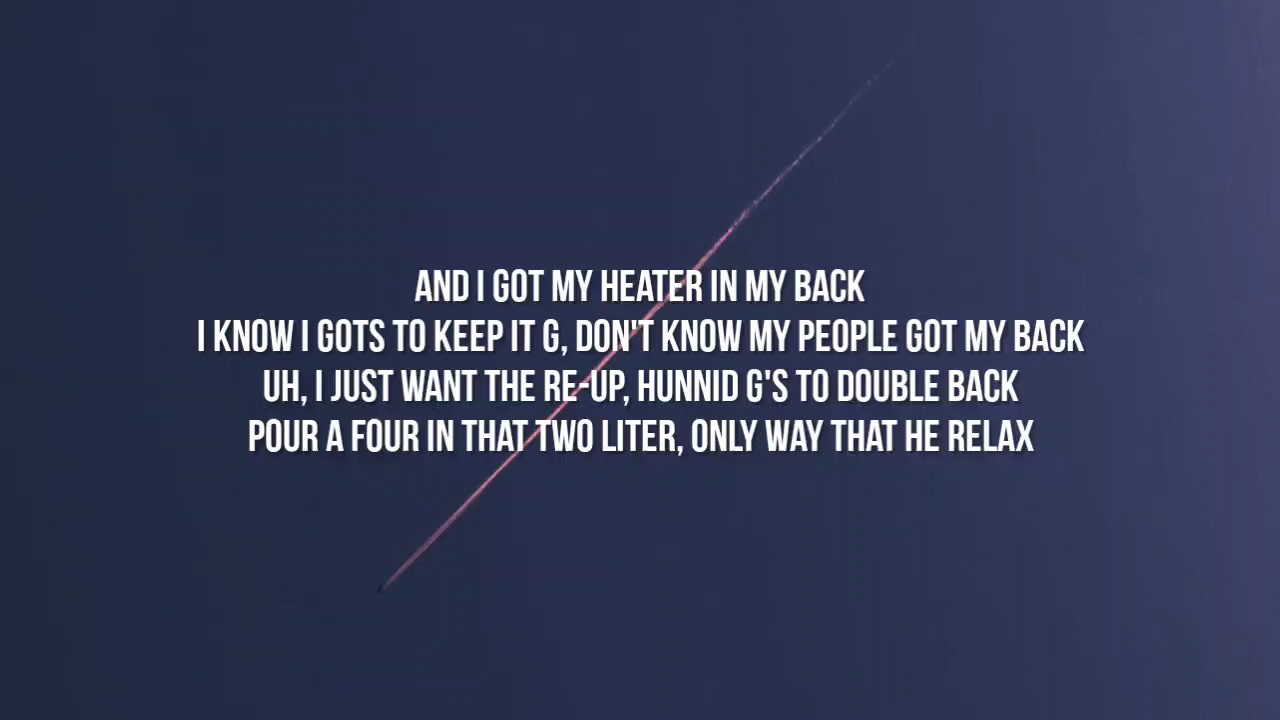 AND I GOT MY HEATER IN MY BACK
I KNOW I GOTS TO KEEP IT G, DON'T KNOW MY PEOPLE GOT MY BACK
UH, I JUST WANT THE RE-UP, HUNNID G'S TO DOUBLE BACK
POUR A FOUR IN THAT TWO LITER, ONLY WAY THAT HE RELAX